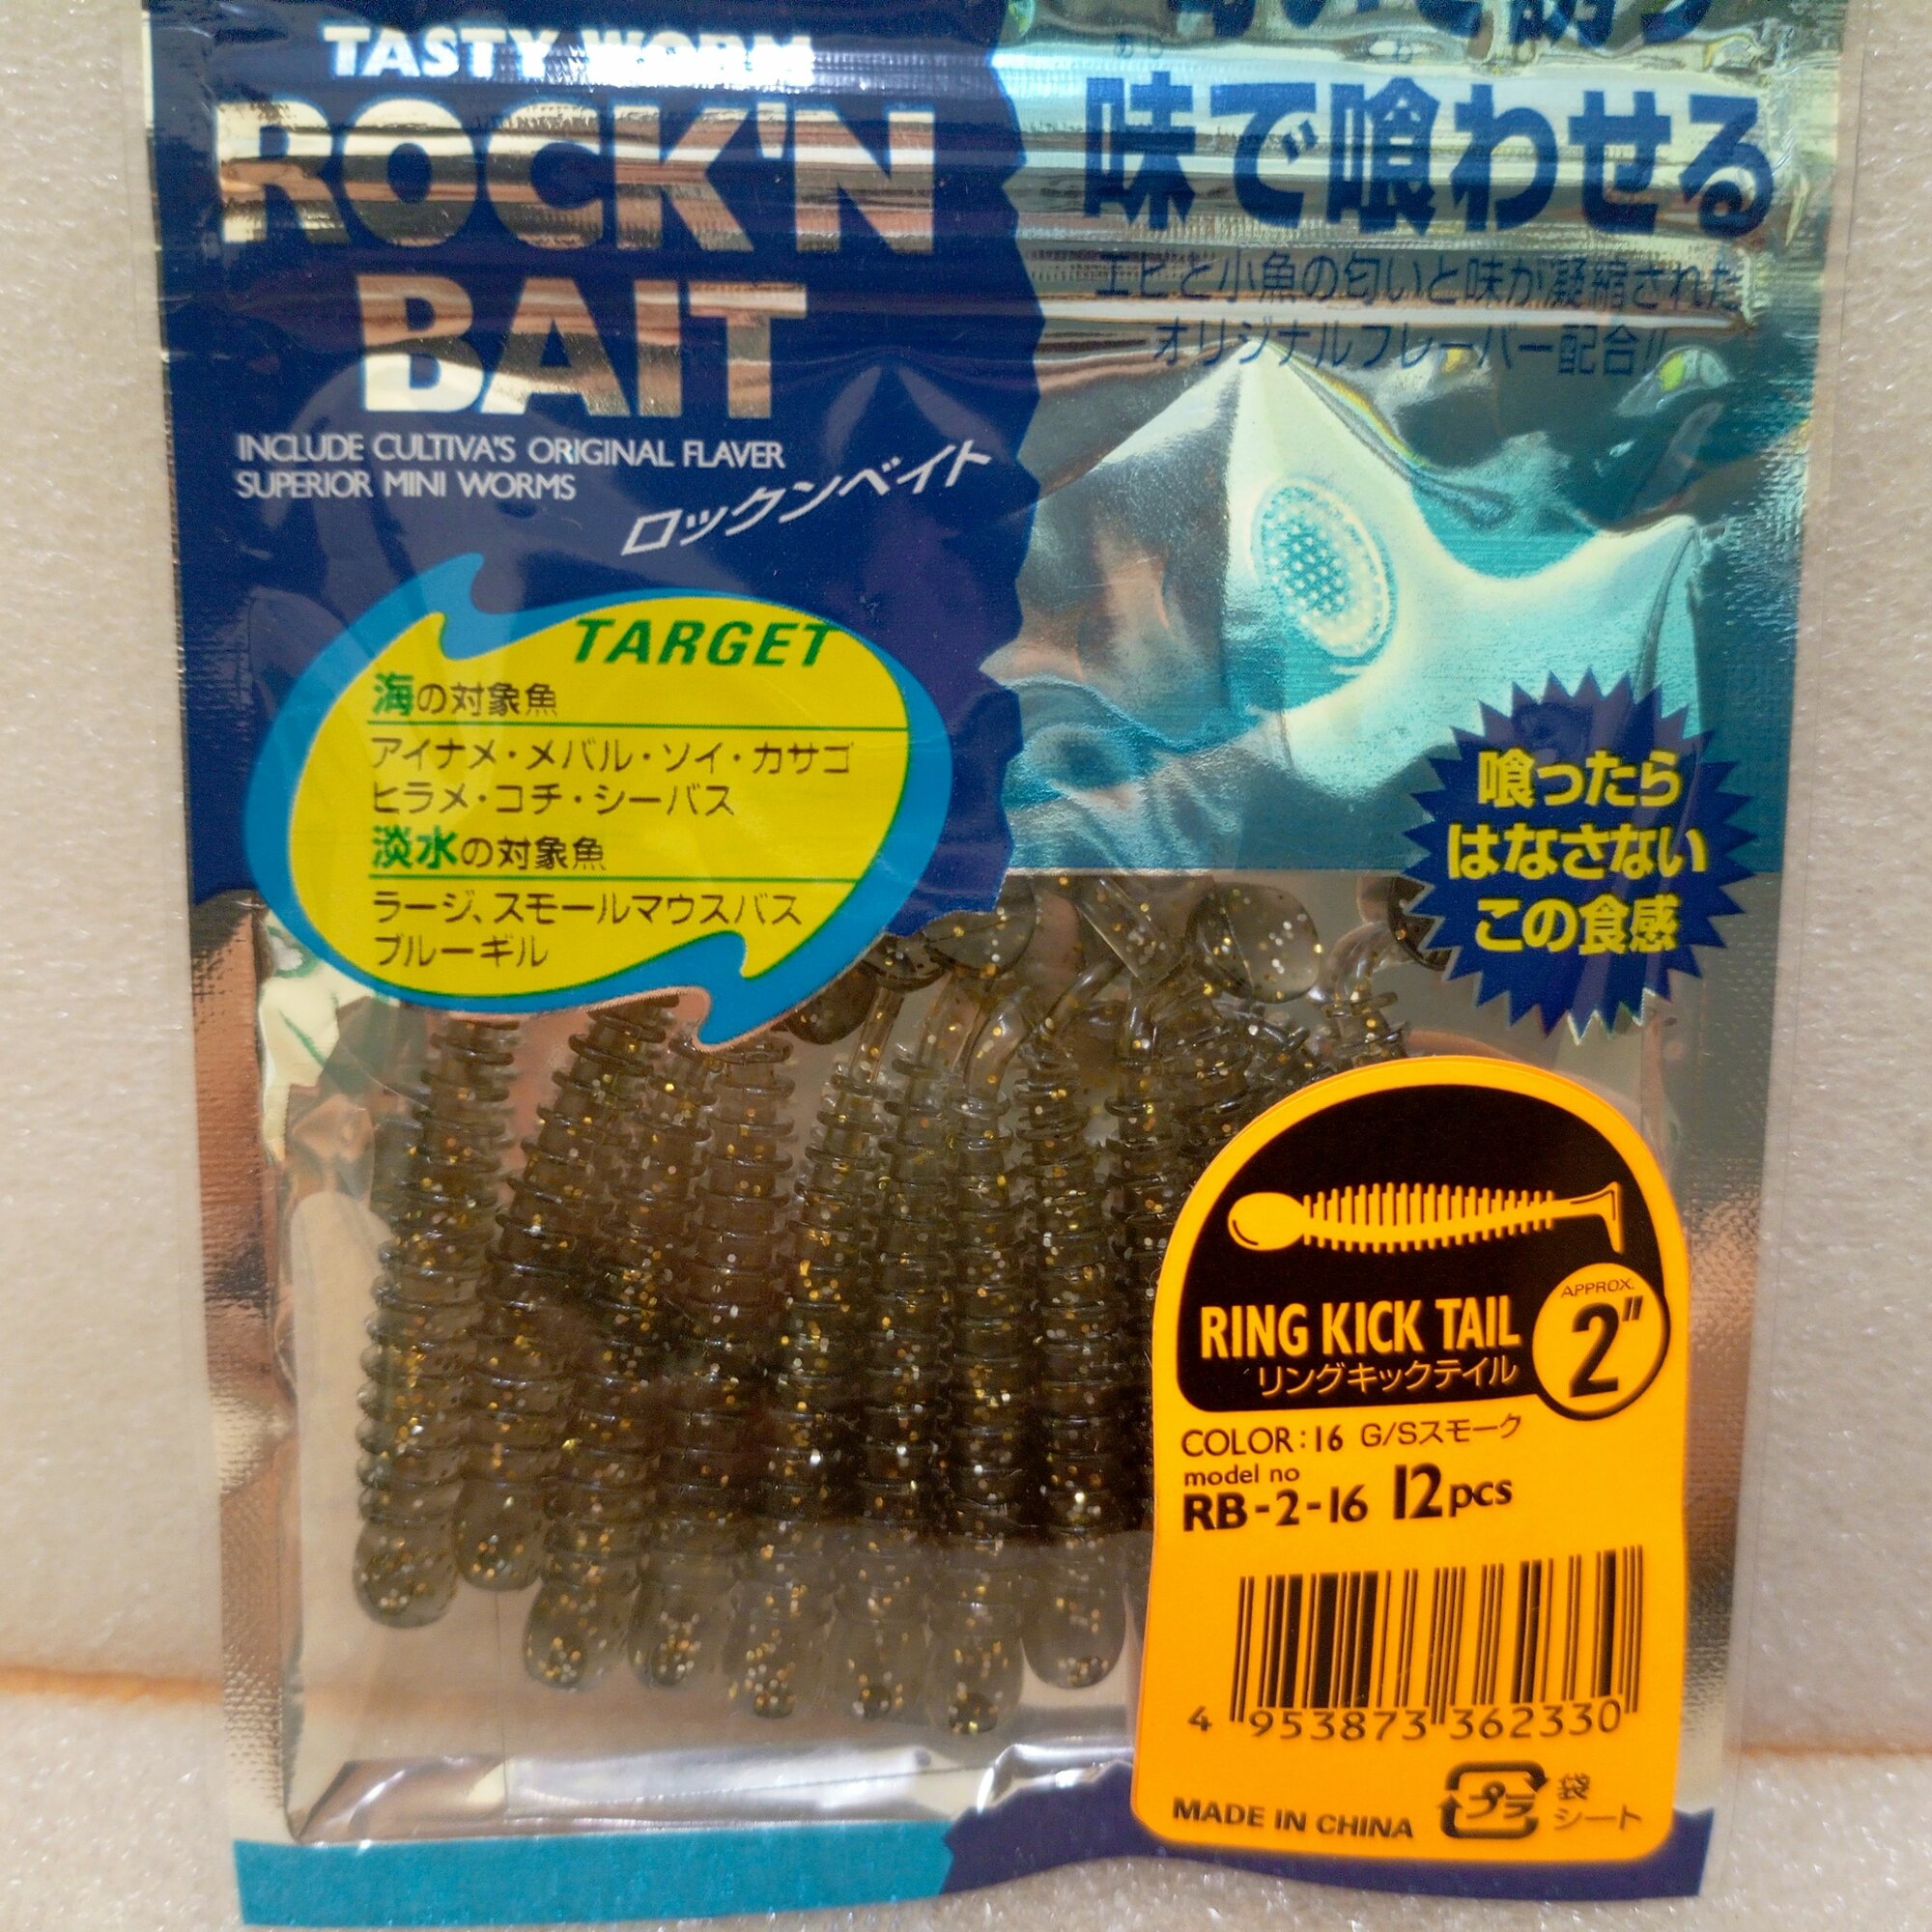 TASTY WORM
ROCK'N
BAIT
INCLUDE CULTIVA'S ORIGINAL FLAVER
SUPERIOR MINI WORMS
ロックンベイト
味で喰わせる
エビと小魚の匂いと味が凝縮された
オリジナルフレーバー配合!!
TARGET
海の対象魚
アイナメ・メバル・ソイ・カサゴ
ヒラメ・コチ・シーバス
淡水の対象魚
ラージ、スモールマウスバス
ブルーギル
喰ったら
はなさない
この食感
RING KICK TAIL
リングキックテイル
APPROX.
2"
COLOR:16 G/Sスモーク
model no
RB-2-16 12pcs
4 953873 362330
MADE IN CHINA
プラ
袋
シート